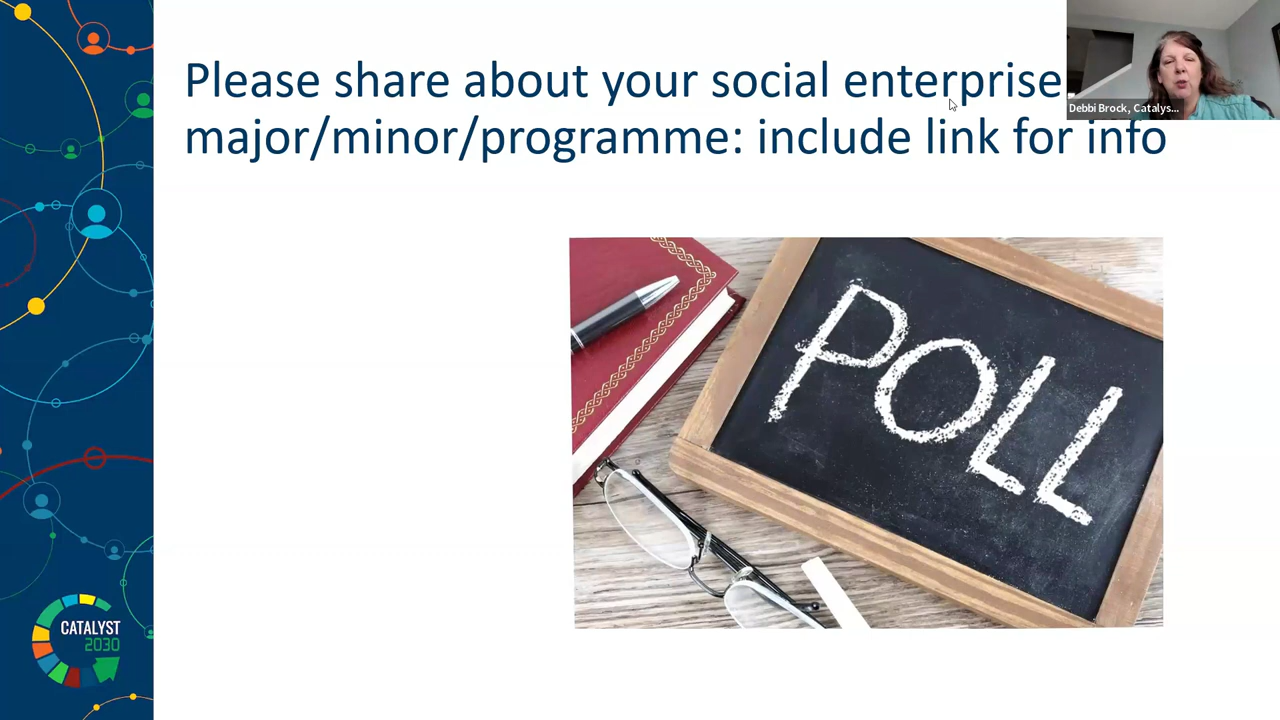 Please share about your social enterprise
major/minor/programme: include link for info
Debbi Brock, Catalys...
POLL
CATALYST
2030